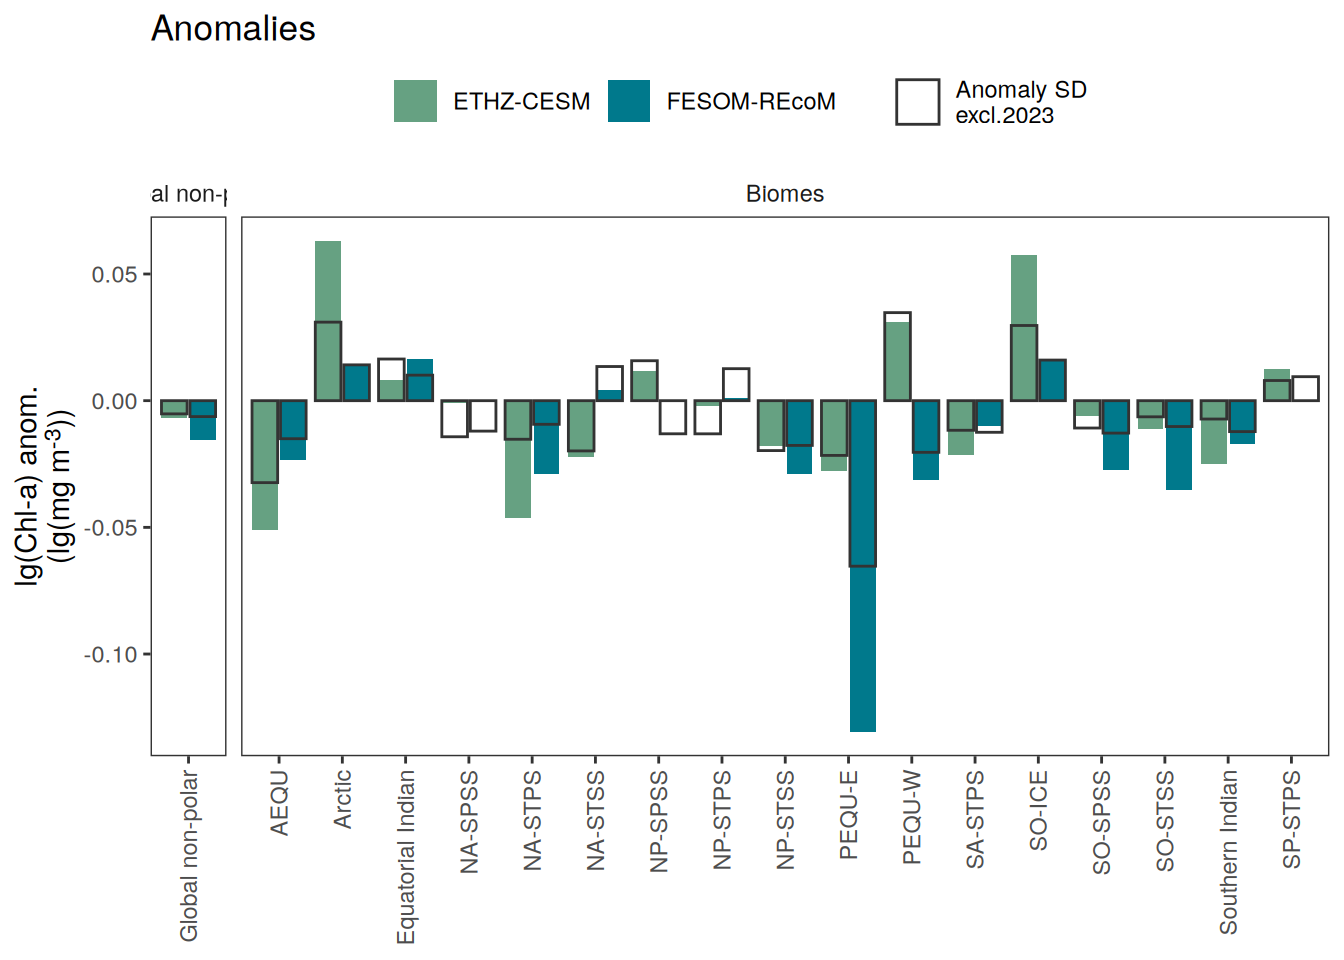 Anomalies
ETHZ-CESM
FESOM-REcoM
Anomaly SD
excl.2023
al non-p
Biomes
lg(Chl-a) anom.
(lg(mg m-3))
0.05
0.00
-0.05
-0.10
Global non-polar
AEQU
Arctic
Equatorial Indian
NA-SPSS
NA-STPS
NA-STSS
NP-SPSS
NP-STPS
NP-STSS
PEQU-E
PEQU-W
SA-STPS
SO-ICE
SO-SPSS
SO-STSS
Southern Indian
SP-STPS